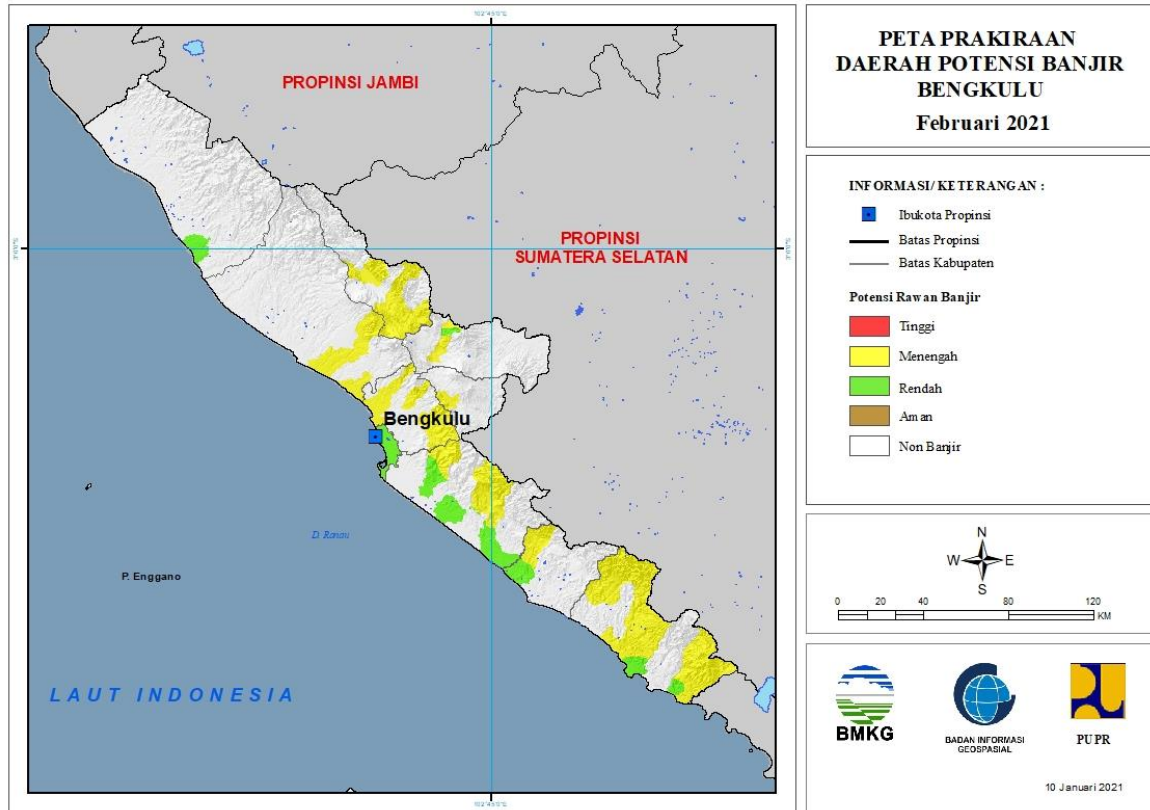 PETA PRAKIRAAN
DAERAH POTENSI BANJIR
BENGKULU
Februari 2021
INFORMASI/ KETERANGAN :
Ibukota Propinsi
Batas Propinsi
Batas Kabupaten
Potensi Rawan Banjir
Tinggi
Menengah
Rendah
Aman
Non Banjir
N
W E
S
0 20 40 80 120
KM
BMKG
BADAN INFORMASI
GEOSPASIAL
PUPR
10 Januari 2021
PROPINSI JAMBI
PROPINSI
SUMATERA SELATAN
Bengkulu
D. Ranau
P. Enggano
LAUT INDONESIA